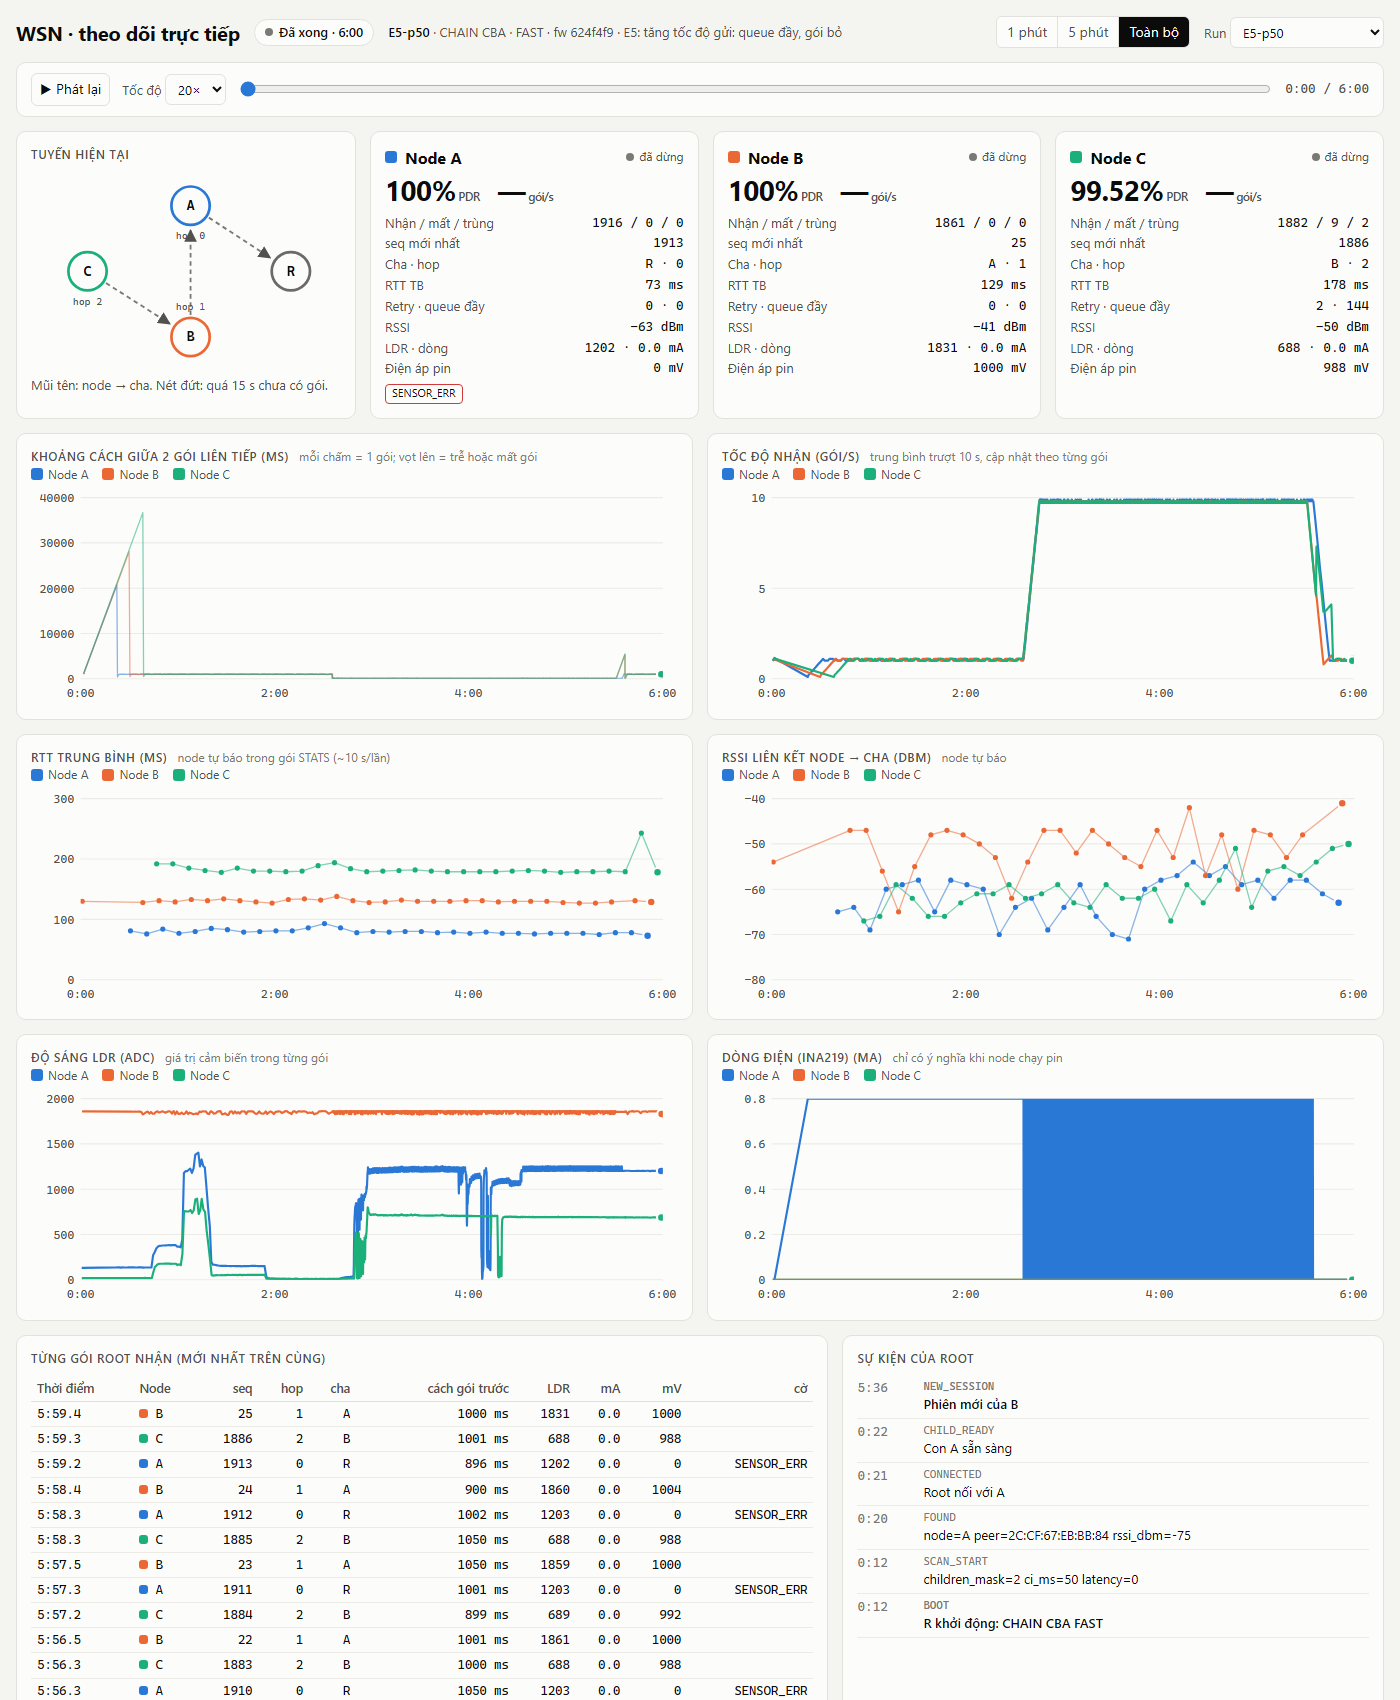 WSN · theo dõi trực tiếp
Đã xong · 6:00
E5-p50 · CHAIN CBA · FAST · fw 624f4f9 · E5: tăng tốc độ gửi: queue đầy, gói bỏ
1 phút 5 phút Toàn bộ
Run E5-p50
▶ Phát lại Tốc độ 20× 0:00 / 6:00
TUYẾN HIỆN TẠI
A
hop 0
C
hop 2
R
hop 1
B
Mũi tên: node → cha. Nét đứt: quá 15 s chưa có gói.
Node A đã dừng
100% PDR — gói/s
Nhận / mất / trùng 1916 / 0 / 0
seq mới nhất 1913
Cha · hop R · 0
RTT TB 73 ms
Retry · queue đầy 0 · 0
RSSI −63 dBm
LDR · dòng 1202 · 0.0 mA
Điện áp pin 0 mV
SENSOR_ERR
Node B đã dừng
100% PDR — gói/s
Nhận / mất / trùng 1861 / 0 / 0
seq mới nhất 25
Cha · hop A · 1
RTT TB 129 ms
Retry · queue đầy 0 · 0
RSSI −41 dBm
LDR · dòng 1831 · 0.0 mA
Điện áp pin 1000 mV
Node C đã dừng
99.52% PDR — gói/s
Nhận / mất / trùng 1882 / 9 / 2
seq mới nhất 1886
Cha · hop B · 2
RTT TB 178 ms
Retry · queue đầy 2 · 144
RSSI −50 dBm
LDR · dòng 688 · 0.0 mA
Điện áp pin 988 mV
KHOẢNG CÁCH GIỮA 2 GÓI LIÊN TIẾP (MS) mỗi chấm = 1 gói; vọt lên = trễ hoặc mất gói
Node A Node B Node C
40000
30000
20000
10000
0
0:00 2:00 4:00 6:00
TỐC ĐỘ NHẬN (GÓI/S) trung bình trượt 10 s, cập nhật theo từng gói
Node A Node B Node C
10
5
0
0:00 2:00 4:00 6:00
RTT TRUNG BÌNH (MS) node tự báo trong gói STATS (~10 s/lần)
Node A Node B Node C
300
200
100
0
0:00 2:00 4:00 6:00
RSSI LIÊN KẾT NODE → CHA (DBM) node tự báo
Node A Node B Node C
−40
−50
−60
−70
−80
0:00 2:00 4:00 6:00
ĐỘ SÁNG LDR (ADC) giá trị cảm biến trong từng gói
Node A Node B Node C
2000
1500
1000
500
0
0:00 2:00 4:00 6:00
DÒNG ĐIỆN (INA219) (MA) chỉ có ý nghĩa khi node chạy pin
Node A Node B Node C
0.8
0.6
0.4
0.2
0
0:00 2:00 4:00 6:00
TỪNG GÓI ROOT NHẬN (MỚI NHẤT TRÊN CÙNG)
Thời điểm Node seq hop cha cách gói trước LDR mA mV cờ
5:59.4 B 25 1 A 1000 ms 1831 0.0 1000
5:59.3 C 1886 2 B 1001 ms 688 0.0 988
5:59.2 A 1913 0 R 896 ms 1202 0.0 0 SENSOR_ERR
5:58.4 B 24 1 A 900 ms 1860 0.0 1004
5:58.3 A 1912 0 R 1002 ms 1203 0.0 0 SENSOR_ERR
5:58.3 C 1885 2 B 1050 ms 688 0.0 988
5:57.5 B 23 1 A 1050 ms 1859 0.0 1000
5:57.3 A 1911 0 R 1001 ms 1203 0.0 0 SENSOR_ERR
5:57.2 C 1884 2 B 899 ms 689 0.0 992
5:56.5 B 22 1 A 1001 ms 1861 0.0 1000
5:56.3 C 1883 2 B 1000 ms 688 0.0 988
5:56.3 A 1910 0 R 1050 ms 1203 0.0 0 SENSOR_ERR
SỰ KIỆN CỦA ROOT
5:36 NEW_SESSION
Phiên mới của B
0:22 CHILD_READY
Con A sẵn sàng
0:21 CONNECTED
Root nối với A
0:20 FOUND
node=A peer=2C:CF:67:EB:BB:84 rssi_dbm=-75
0:12 SCAN_START
children_mask=2 ci_ms=50 latency=0
0:12 BOOT
R khởi động: CHAIN CBA FAST